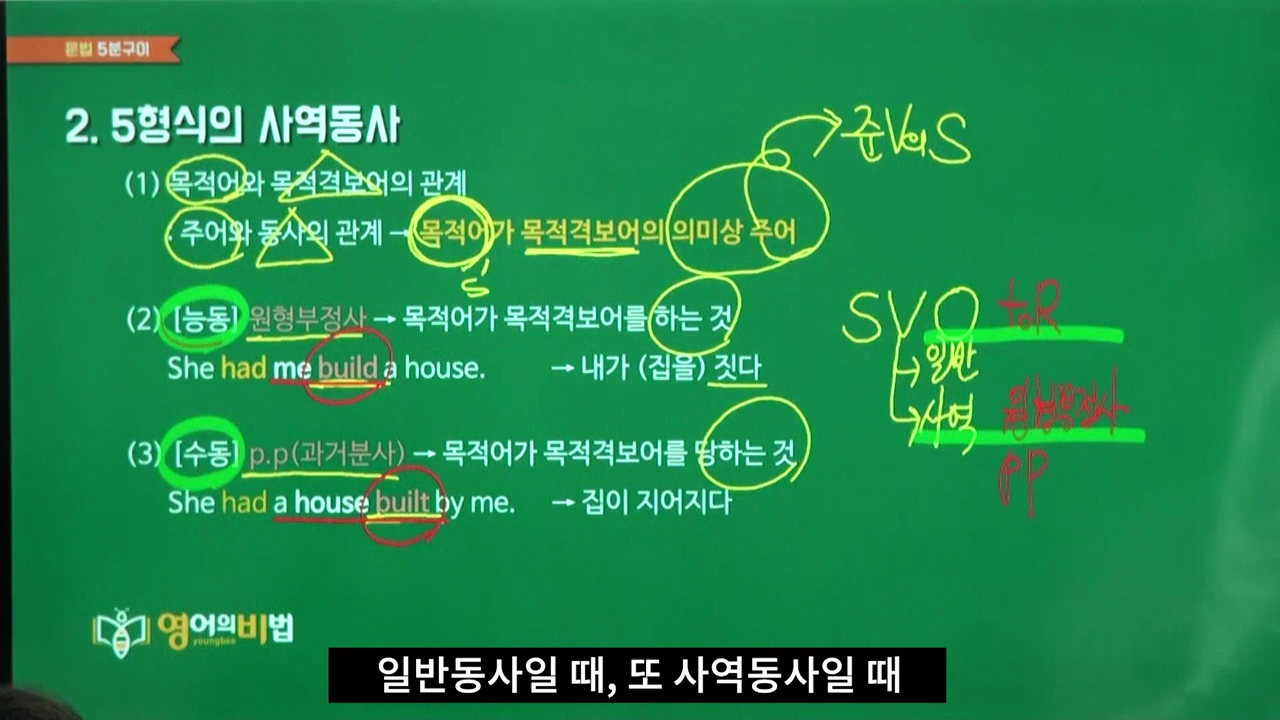 문법 5분구이
2. 5형식의 사역동사
(1) 목적어와 목적격보어의 관계
· 주어와 동사의 관계 → 목적어가 목적격보어의 의미상 주어
준V의 S
S'
(2) [능동] 원형부정사 → 목적어가 목적격보어를 하는 것
She had me build a house. → 내가 (집을) 짓다
(3) [수동] p.p(과거분사) → 목적어가 목적격보어를 당하는 것
She had a house built by me. → 집이 지어지다
S V O to R
일반
사역 원형부정사
pp
영어의비법
youngbee
일반동사일 때, 또 사역동사일 때